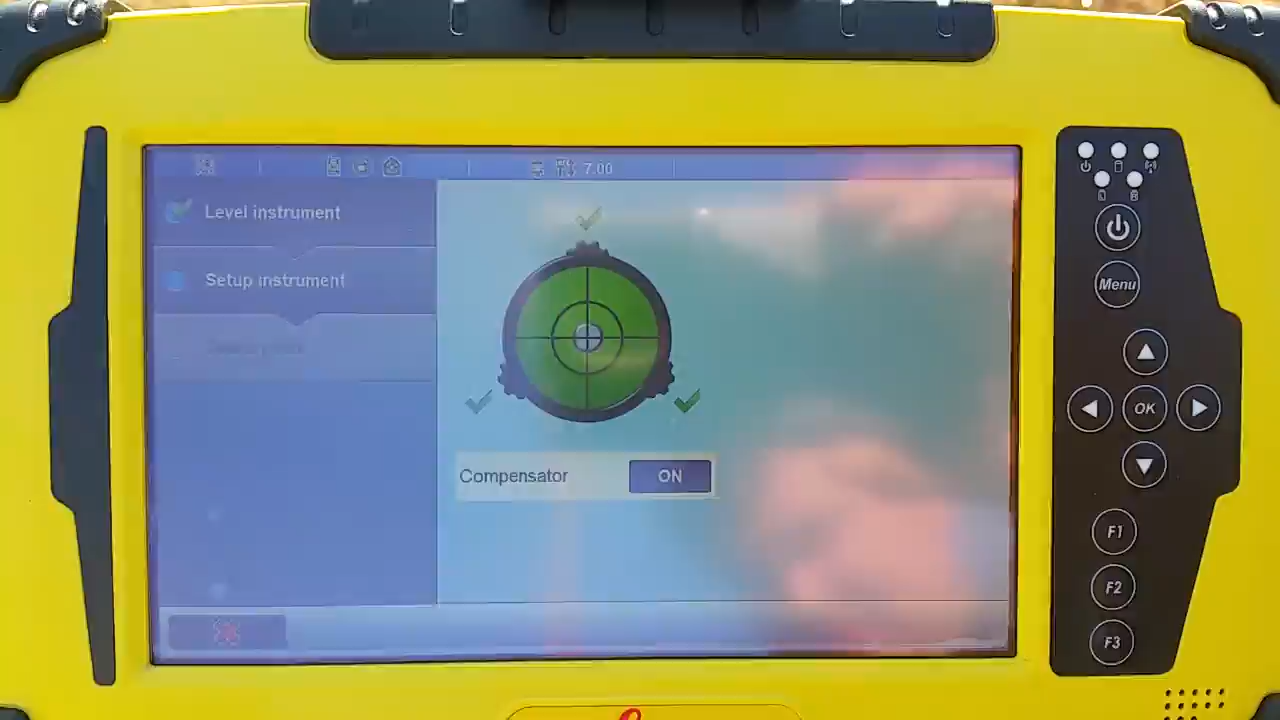 7.00
Level instrument
Setup instrument
Compensator
ON
Menu
OK
F1
F2
F3